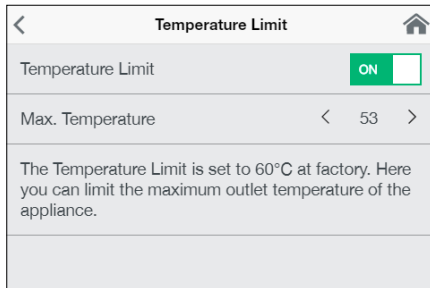 Temperature Limit
Temperature Limit ON
Max. Temperature < 53 >
The Temperature Limit is set to 60°C at factory. Here
you can limit the maximum outlet temperature of the
appliance.